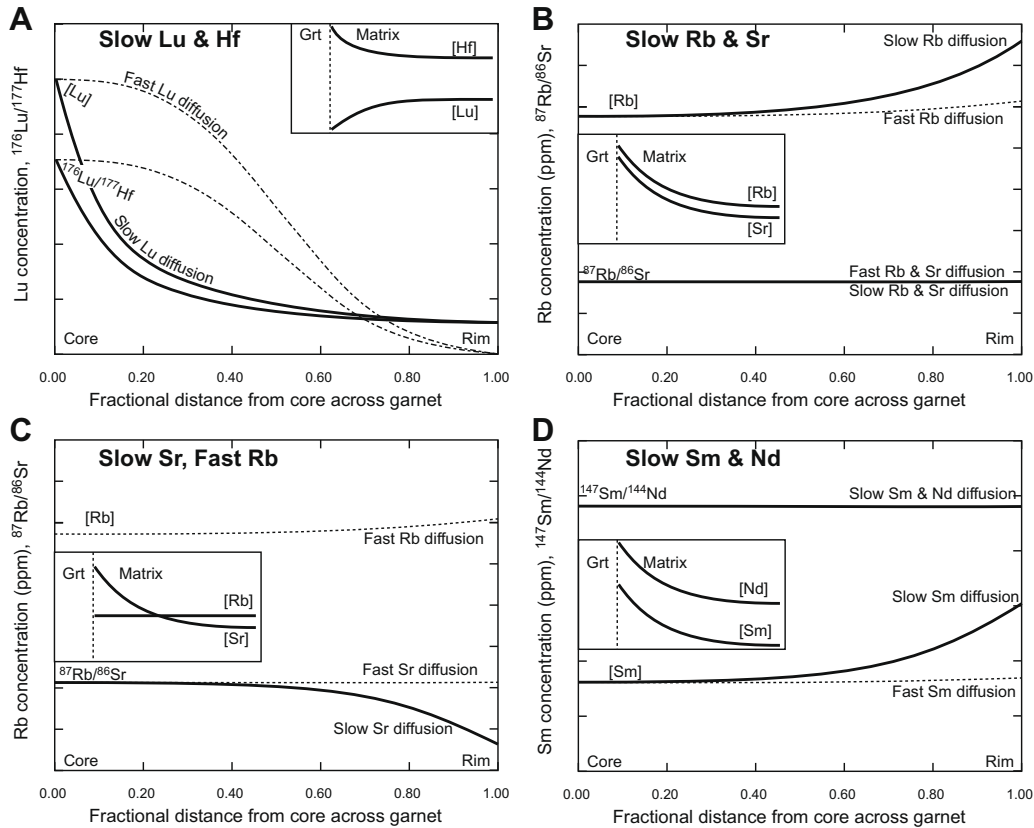 A
Slow Lu & Hf
Grt
Matrix
[Hf]
[Lu]
[Lu]
Fast Lu diffusion
176Lu/177Hf
Slow Lu diffusion
Core
Rim
Lu concentration, 176Lu/177Hf
0.00 0.20 0.40 0.60 0.80 1.00
Fractional distance from core across garnet
B
Slow Rb & Sr
Slow Rb diffusion
[Rb]
Fast Rb diffusion
Grt
Matrix
[Rb]
[Sr]
87Rb/86Sr
Fast Rb & Sr diffusion
Slow Rb & Sr diffusion
Core
Rim
Rb concentration (ppm), 87Rb/86Sr
0.00 0.20 0.40 0.60 0.80 1.00
Fractional distance from core across garnet
C
Slow Sr, Fast Rb
[Rb]
Fast Rb diffusion
Grt
Matrix
[Rb]
[Sr]
87Rb/86Sr
Fast Sr diffusion
Slow Sr diffusion
Core
Rim
Rb concentration (ppm), 87Rb/86Sr
0.00 0.20 0.40 0.60 0.80 1.00
Fractional distance from core across garnet
D
Slow Sm & Nd
147Sm/144Nd
Slow Sm & Nd diffusion
Grt
Matrix
[Nd]
[Sm]
Slow Sm diffusion
[Sm]
Fast Sm diffusion
Core
Rim
Sm concentration (ppm), 147Sm/144Nd
0.00 0.20 0.40 0.60 0.80 1.00
Fractional distance from core across garnet